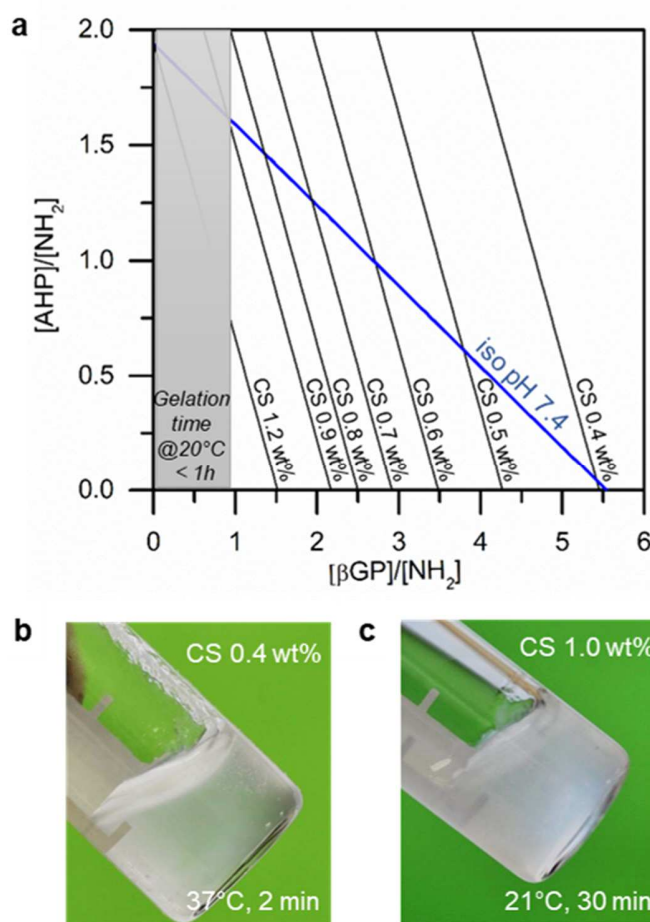 a
2.0
1.5
1.0
0.5
0.0
[AHP]/[NH₂]
Gelation
time
@20°C
< 1h
CS 1.2 wt%
CS 0.9 wt%
CS 0.8 wt%
CS 0.7 wt%
CS 0.6 wt%
CS 0.5 wt%
CS 0.4 wt%
iso pH 7.4
0 1 2 3 4 5 6
[βGP]/[NH₂]
b
CS 0.4 wt%
37°C, 2 min
c
CS 1.0 wt%
21°C, 30 min